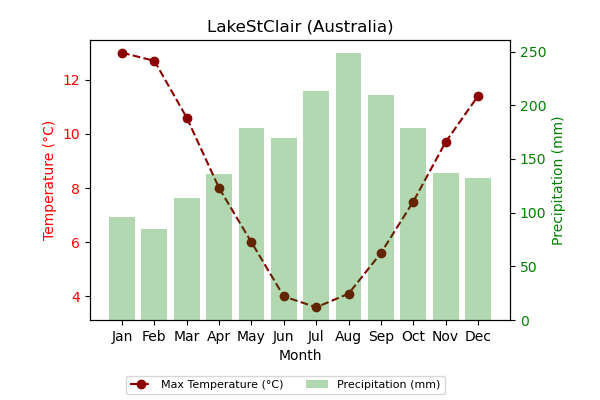 LakeStClair (Australia)
12
10
8
6
4
Temperature (°C)
250
200
150
100
50
0
Precipitation (mm)
Jan Feb Mar Apr May Jun Jul Aug Sep Oct Nov Dec
Month
Max Temperature (°C) Precipitation (mm)